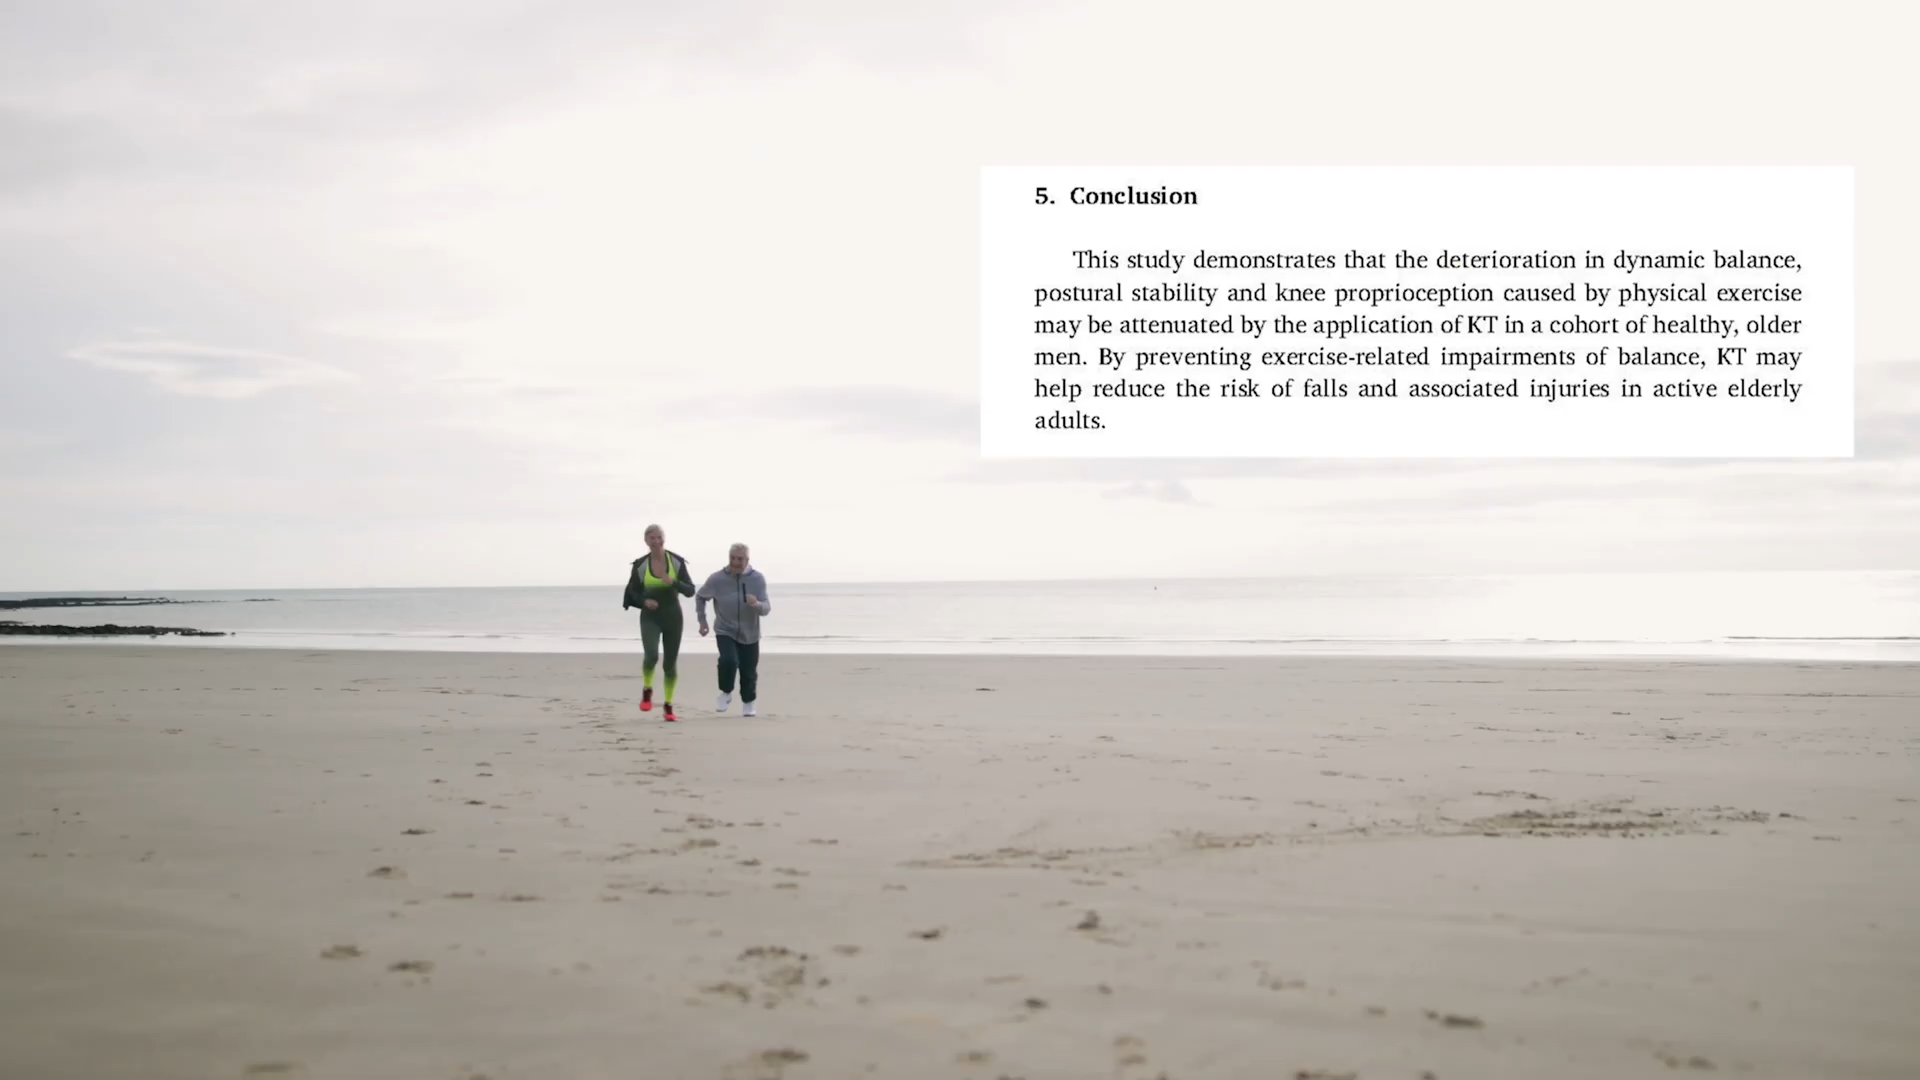 5. Conclusion
This study demonstrates that the deterioration in dynamic balance,
postural stability and knee proprioception caused by physical exercise
may be attenuated by the application of KT in a cohort of healthy, older
men. By preventing exercise-related impairments of balance, KT may
help reduce the risk of falls and associated injuries in active elderly
adults.